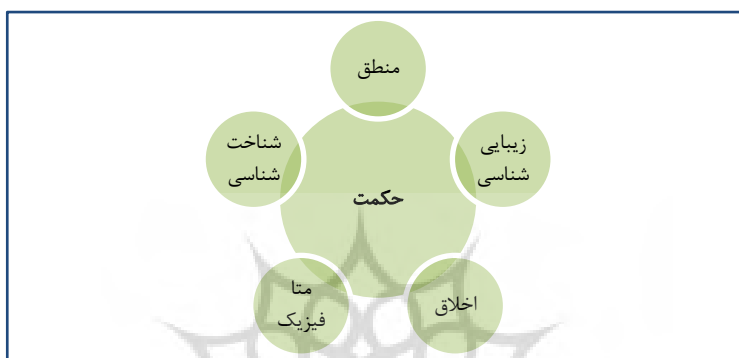 منطق
زیبایی
شناسی
شناخت
شناسی
حکمت
اخلاق
متا
فیزیک